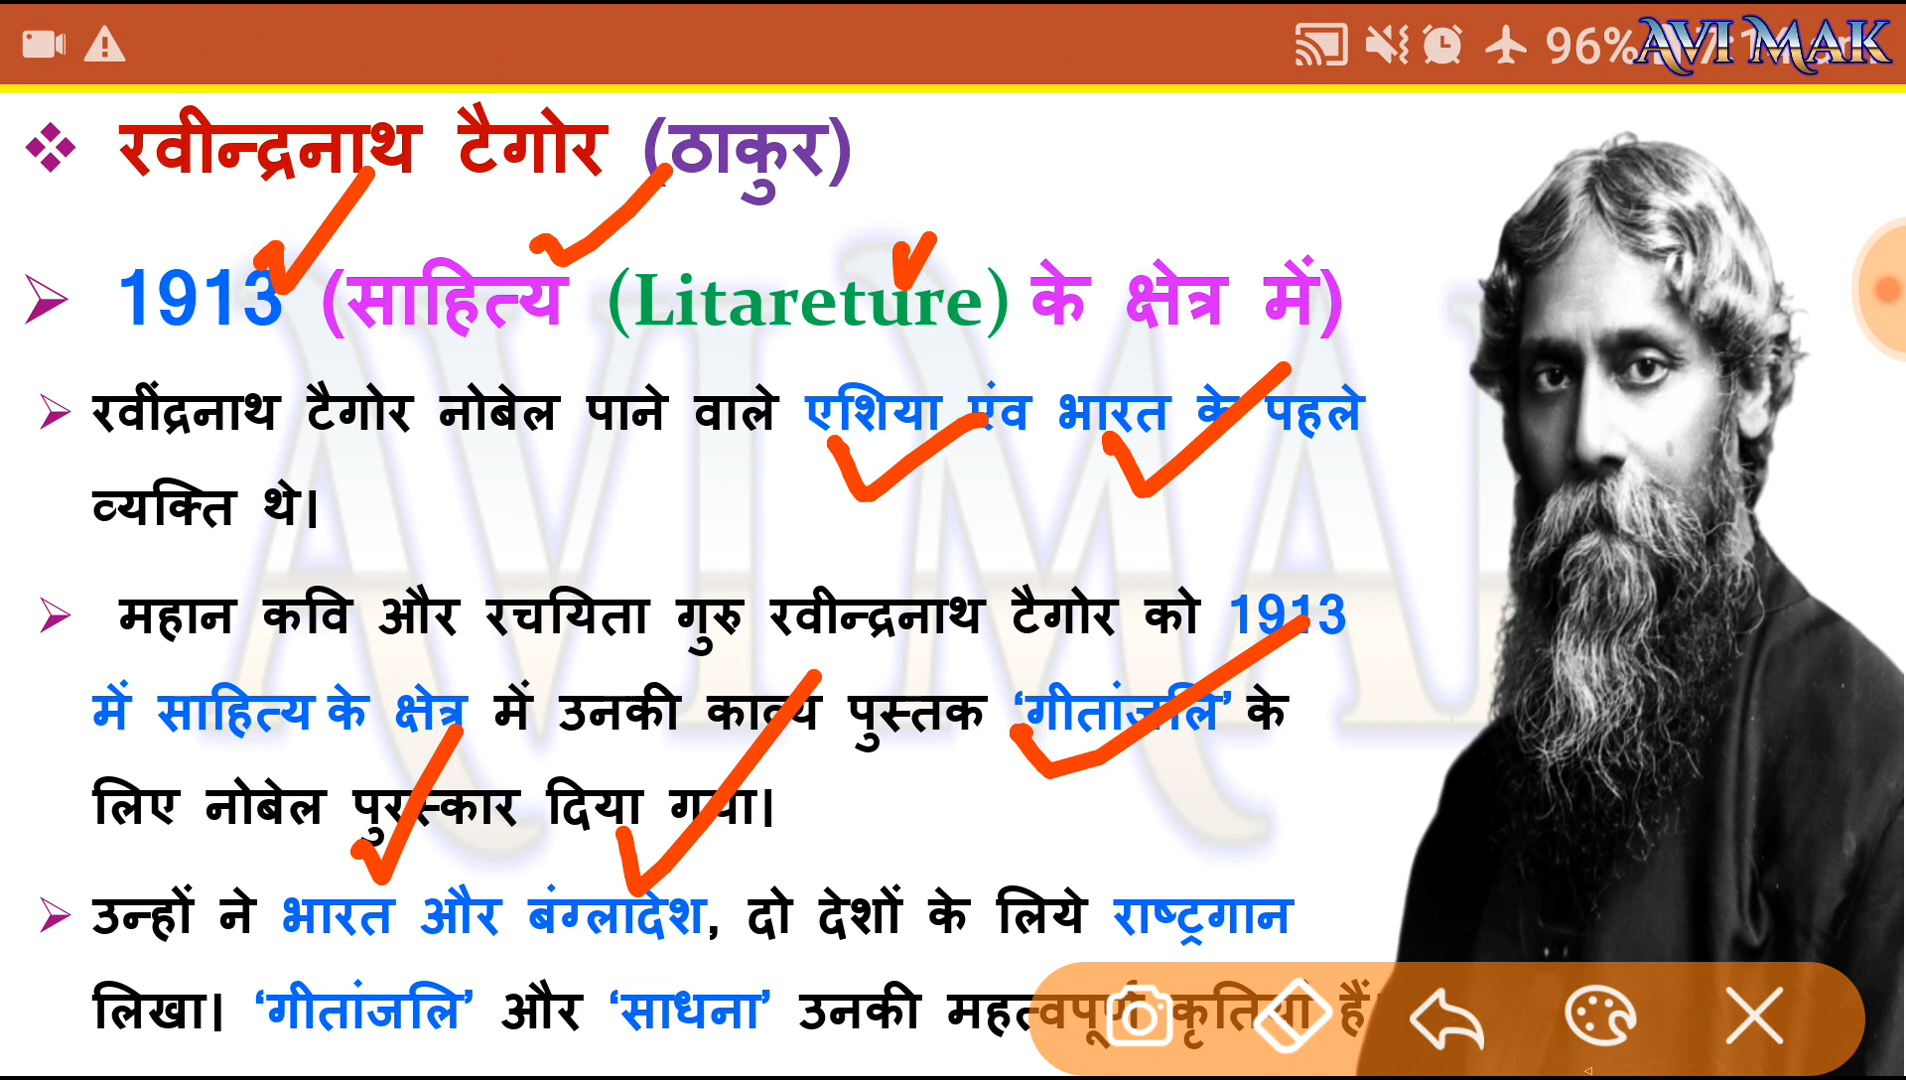 96%
AVI MAK
रवीन्द्रनाथ टैगोर (ठाकुर)
1913 (साहित्य (Litareture) के क्षेत्र में)
रवींद्रनाथ टैगोर नोबेल पाने वाले एशिया एंव भारत के पहले
व्यक्ति थे।
महान कवि और रचयिता गुरु रवीन्द्रनाथ टैगोर को 1913
में साहित्य के क्षेत्र में उनकी काव्य पुस्तक ‘गीतांजलि’ के
लिए नोबेल पुरस्कार दिया गया।
उन्हों ने भारत और बंग्लादेश, दो देशों के लिये राष्ट्रगान
लिखा। ‘गीतांजलि’ और ‘साधना’ उनकी महत्वपूर्ण कृतियां हैं।